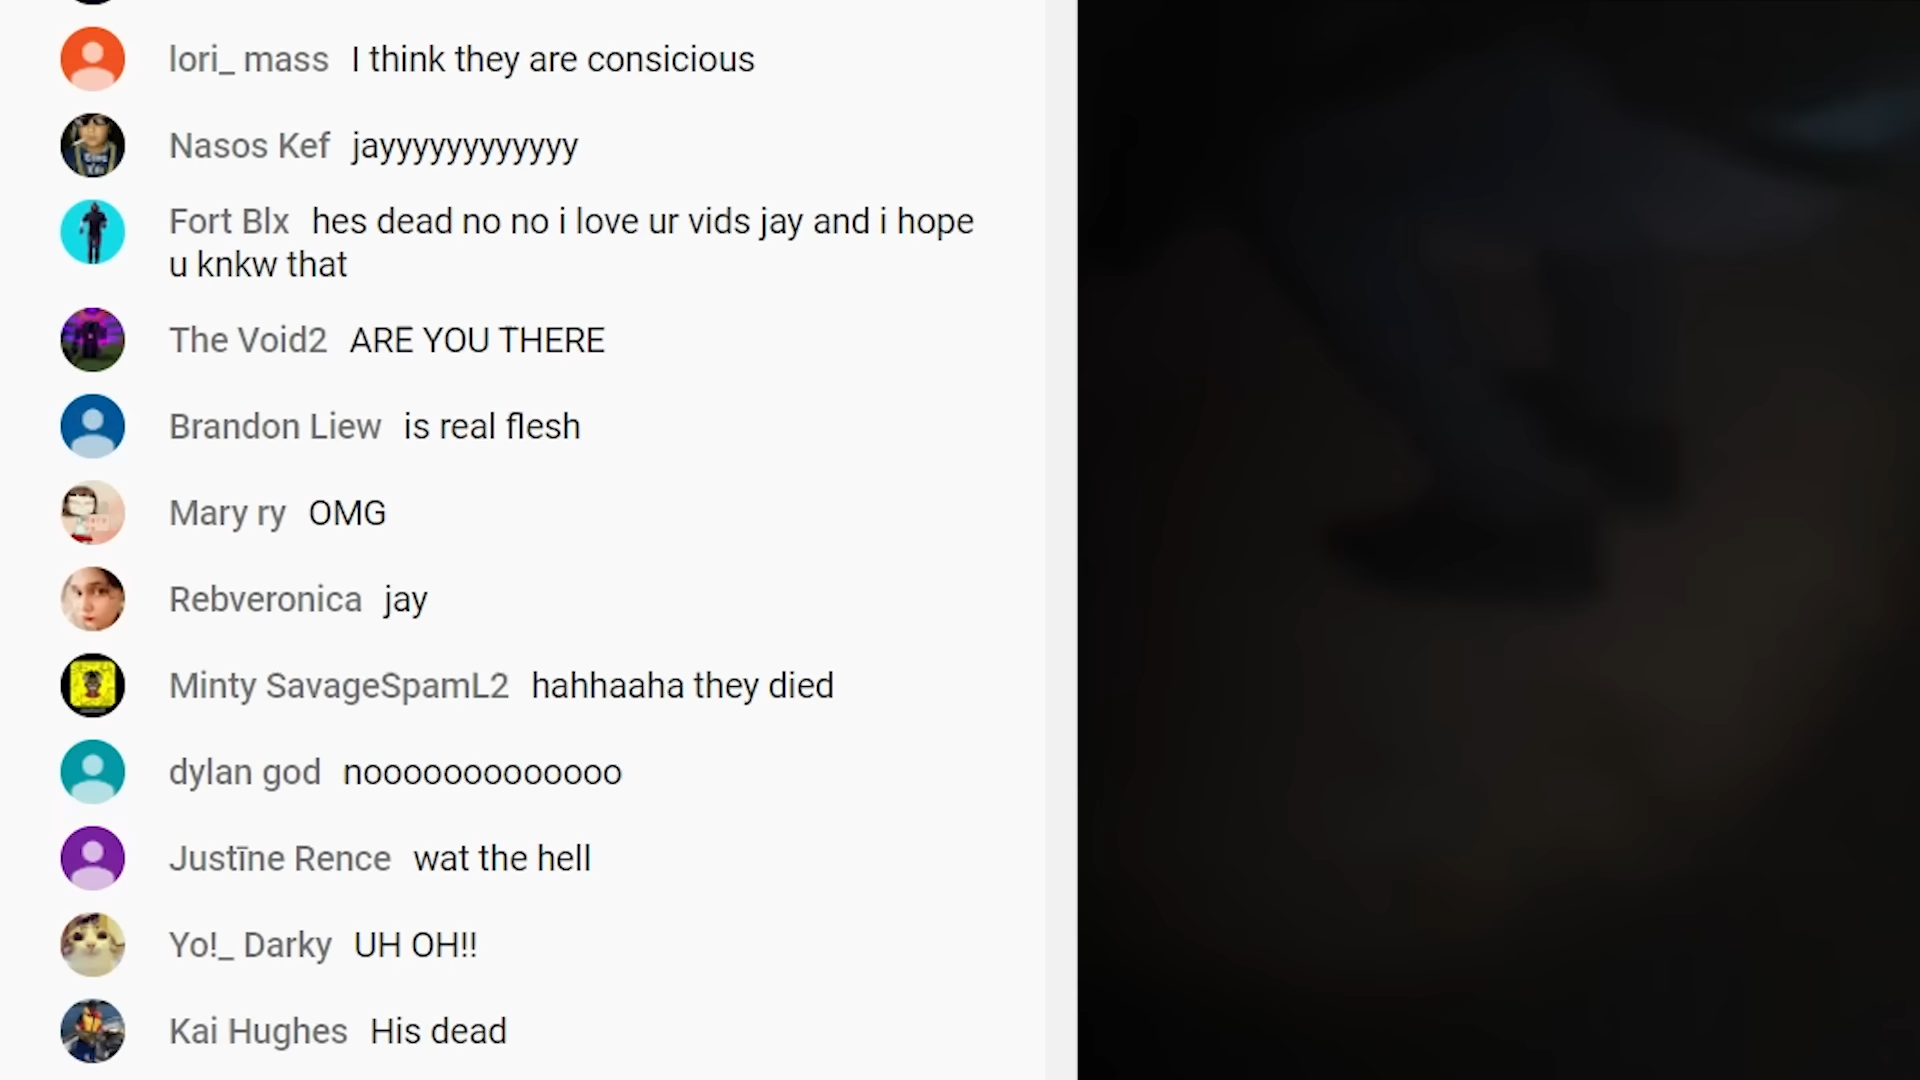 lori_ mass I think they are consicious
Nasos Kef jayyyyyyyyyyyy
Fort Blx hes dead no no i love ur vids jay and i hope
u knkw that
The Void2 ARE YOU THERE
Brandon Liew is real flesh
Mary ry OMG
Rebveronica jay
Minty SavageSpamL2 hahhaaha they died
dylan god noooooooooooooo
Justīne Rence wat the hell
Yo!_ Darky UH OH!!
Kai Hughes His dead